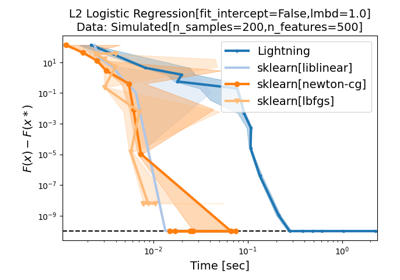 L2 Logistic Regression[fit_intercept=False,lmbd=1.0]
Data: Simulated[n_samples=200,n_features=500]
Lightning
sklearn[liblinear]
sklearn[newton-cg]
sklearn[lbfgs]
F(x) − F(x∗)
10¹
10⁻¹
10⁻³
10⁻⁵
10⁻⁷
10⁻⁹
10⁻²
10⁻¹
10⁰
Time [sec]